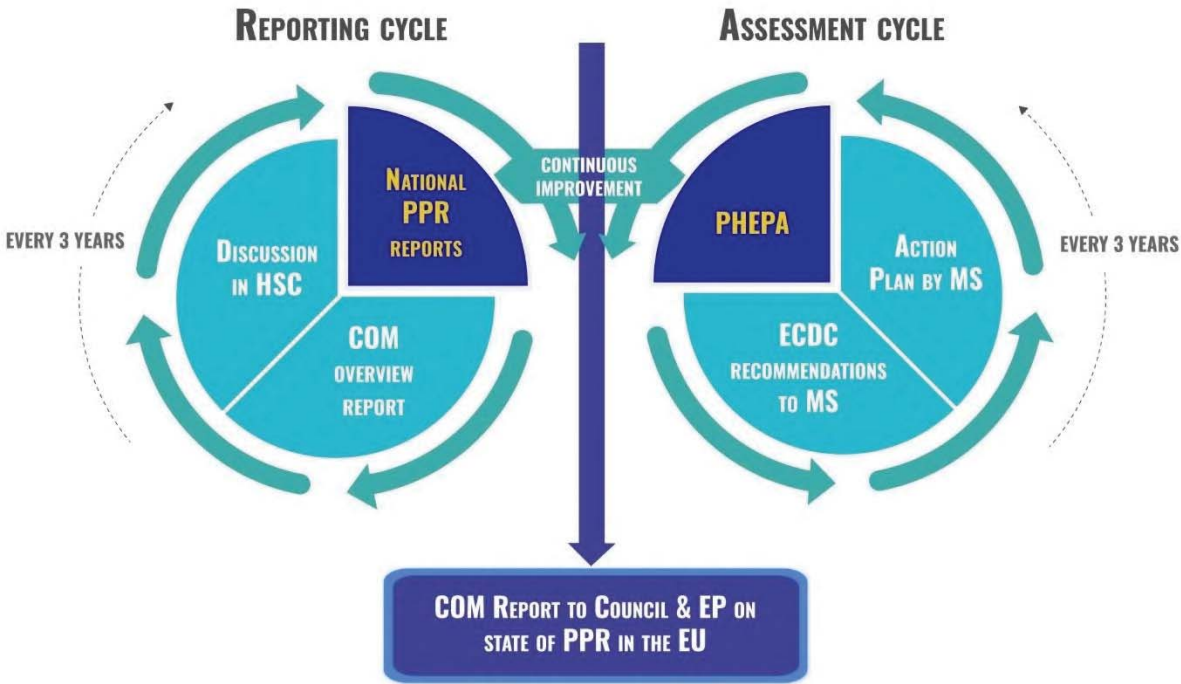 REPORTING CYCLE
ASSESSMENT CYCLE
EVERY 3 YEARS
DISCUSSION
IN HSC
NATIONAL
PPR
REPORTS
COM
OVERVIEW
REPORT
CONTINUOUS
IMPROVEMENT
PHEPA
ACTION
PLAN BY MS
ECDC
RECOMMENDATIONS
TO MS
EVERY 3 YEARS
COM REPORT TO COUNCIL & EP ON
STATE OF PPR IN THE EU